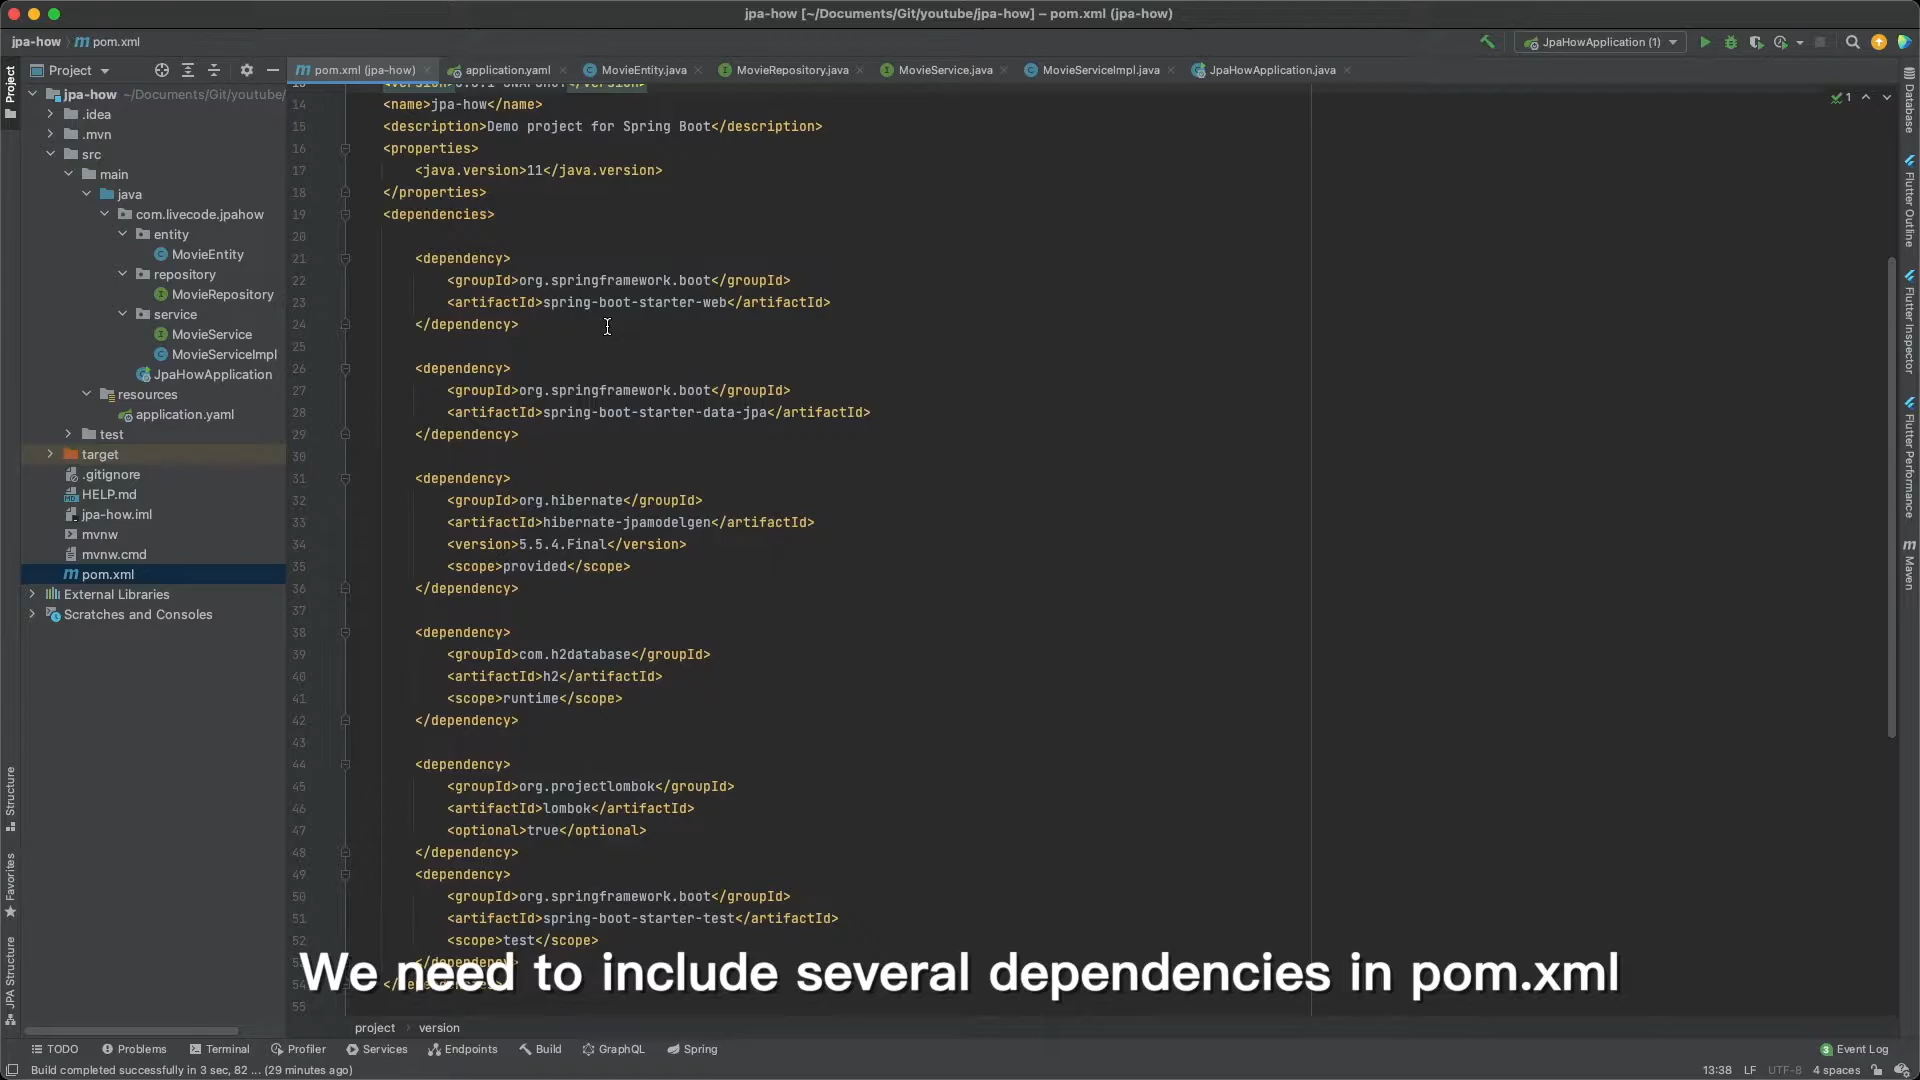 jpa-how [~/Documents/Git/youtube/jpa-how] – pom.xml (jpa-how)
jpa-how
pom.xml
JpaHowApplication (1)
Project
pom.xml (jpa-how)
application.yaml
MovieEntity.java
MovieRepository.java
MovieService.java
MovieServiceImpl.java
JpaHowApplication.java
Project
jpa-how ~/Documents/Git/youtube/
.idea
.mvn
src
main
java
com.livecode.jpahow
entity
MovieEntity
repository
MovieRepository
service
MovieService
MovieServiceImpl
JpaHowApplication
resources
application.yaml
test
target
.gitignore
HELP.md
jpa-how.iml
mvnw
mvnw.cmd
pom.xml
External Libraries
Scratches and Consoles
Structure
Favorites
JPA Structure
14 <name>jpa-how</name>
15 <description>Demo project for Spring Boot</description>
16 <properties>
17 <java.version>11</java.version>
18 </properties>
19 <dependencies>
20
21 <dependency>
22 <groupId>org.springframework.boot</groupId>
23 <artifactId>spring-boot-starter-web</artifactId>
24 </dependency>
25
26 <dependency>
27 <groupId>org.springframework.boot</groupId>
28 <artifactId>spring-boot-starter-data-jpa</artifactId>
29 </dependency>
30
31 <dependency>
32 <groupId>org.hibernate</groupId>
33 <artifactId>hibernate-jpamodelgen</artifactId>
34 <version>5.5.4.Final</version>
35 <scope>provided</scope>
36 </dependency>
37
38 <dependency>
39 <groupId>com.h2database</groupId>
40 <artifactId>h2</artifactId>
41 <scope>runtime</scope>
42 </dependency>
43
44 <dependency>
45 <groupId>org.projectlombok</groupId>
46 <artifactId>lombok</artifactId>
47 <optional>true</optional>
48 </dependency>
49 <dependency>
50 <groupId>org.springframework.boot</groupId>
51 <artifactId>spring-boot-starter-test</artifactId>
52 <scope>test</scope>
We need to include several dependencies in pom.xml
55
1
Database
Flutter Outline
Flutter Inspector
Flutter Performance
Maven
project
version
TODO
Problems
Terminal
Profiler
Services
Endpoints
Build
GraphQL
Spring
3 Event Log
Build completed successfully in 3 sec, 82 ... (29 minutes ago)
13:38
LF
UTF-8
4 spaces